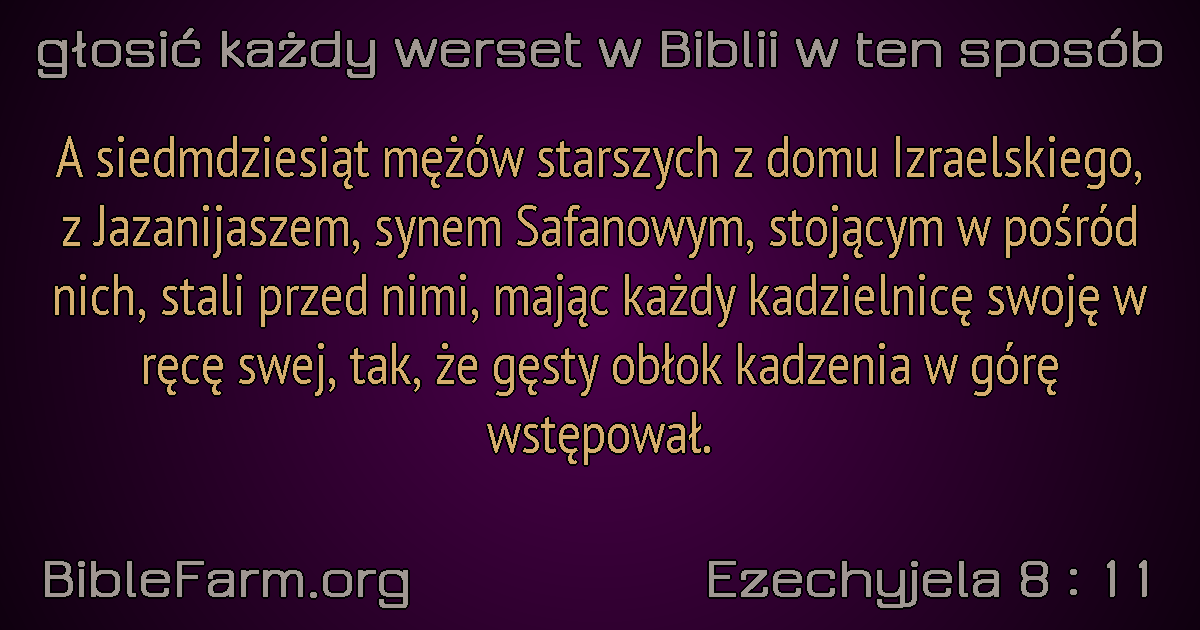 głosić każdy werset w Biblii w ten sposób
A siedmdziesiąt mężów starszych z domu Izraelskiego,
z Jazanijaszem, synem Safanowym, stojącym w pośród
nich, stali przed nimi, mając każdy kadzielnicę swoję w
ręcę swej, tak, że gęsty obłok kadzenia w górę
wstępował.
BibleFarm.org
Ezechyjela 8 : 11